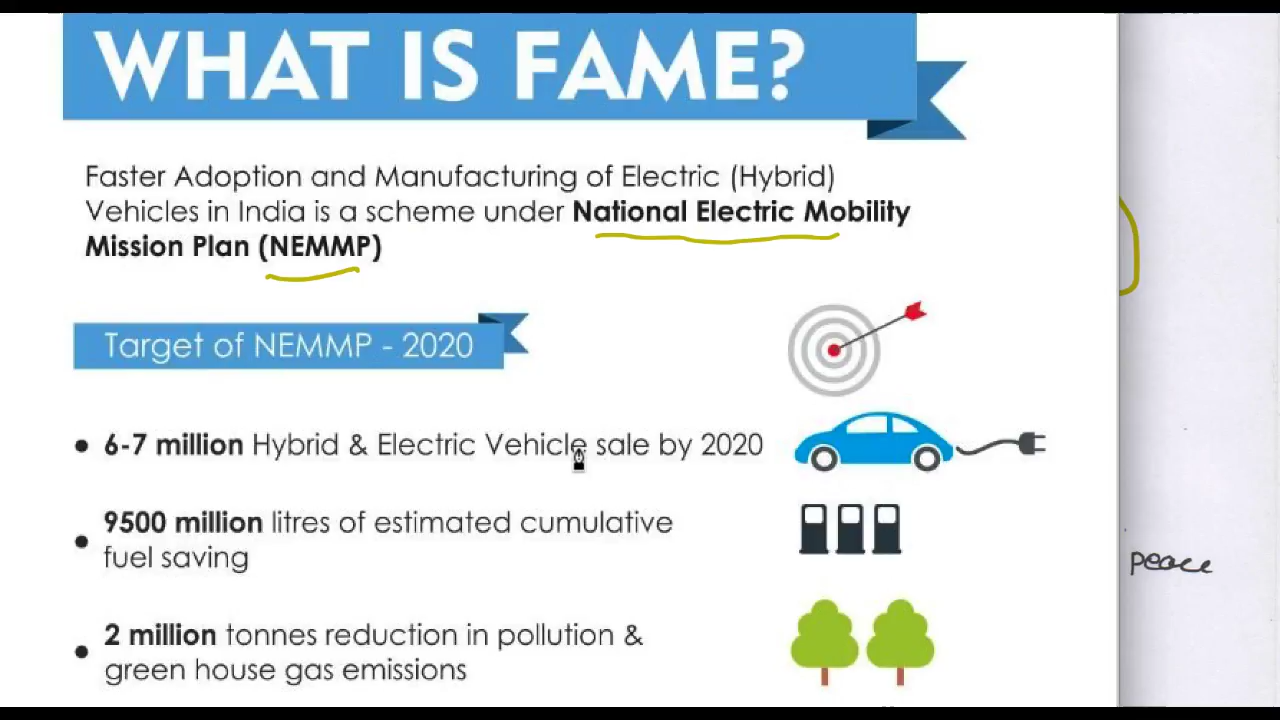 WHAT IS FAME?
Faster Adoption and Manufacturing of Electric (Hybrid)
Vehicles in India is a scheme under National Electric Mobility
Mission Plan (NEMMP)
Target of NEMMP - 2020
6-7 million Hybrid & Electric Vehicle sale by 2020
9500 million litres of estimated cumulative
fuel saving
peace
2 million tonnes reduction in pollution &
green house gas emissions